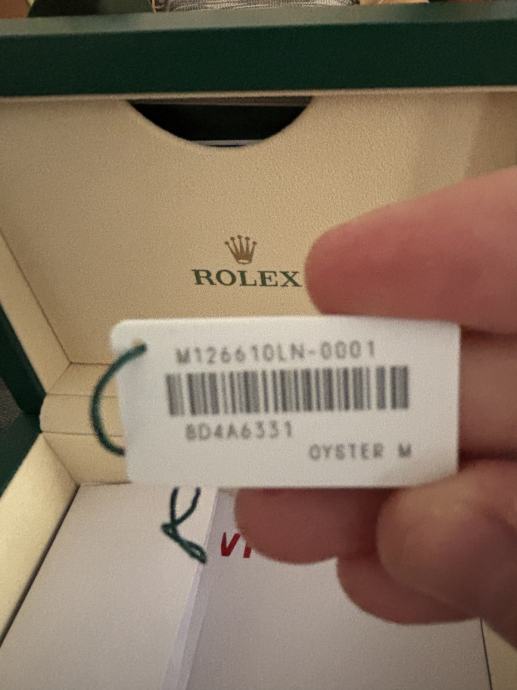 ROLEX
M126610LN-0001
8D4A6331
OYSTER M